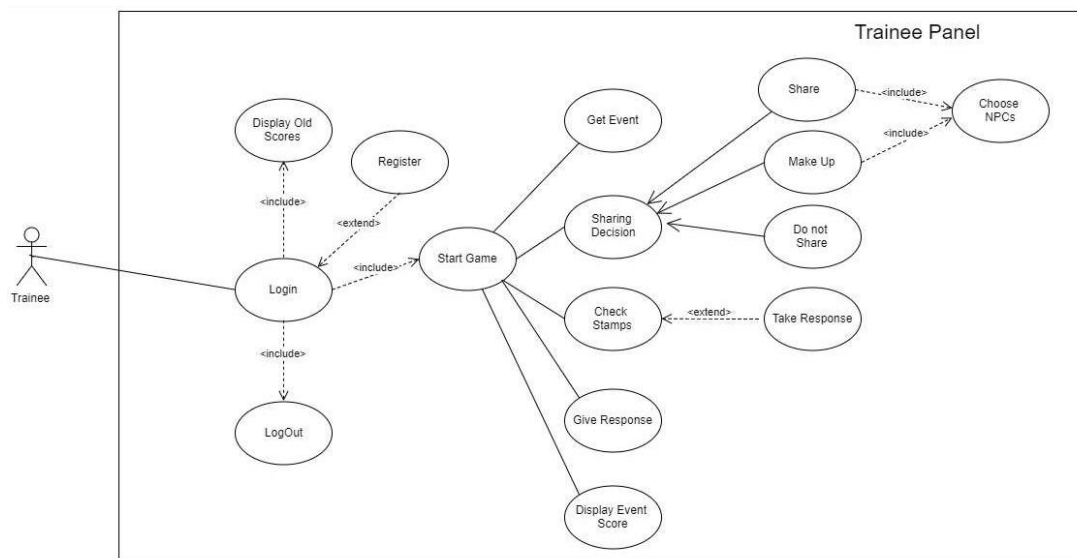 Trainee Panel
Share
<include>
Choose
NPCs
Get Event
Display Old
Scores
Register
Make Up
<include>
<include>
<extend>
Sharing
Decision
Do not
Share
Trainee
Login
<include>
Start Game
Check
Stamps
<extend>
Take Response
<include>
LogOut
Give Response
Display Event
Score